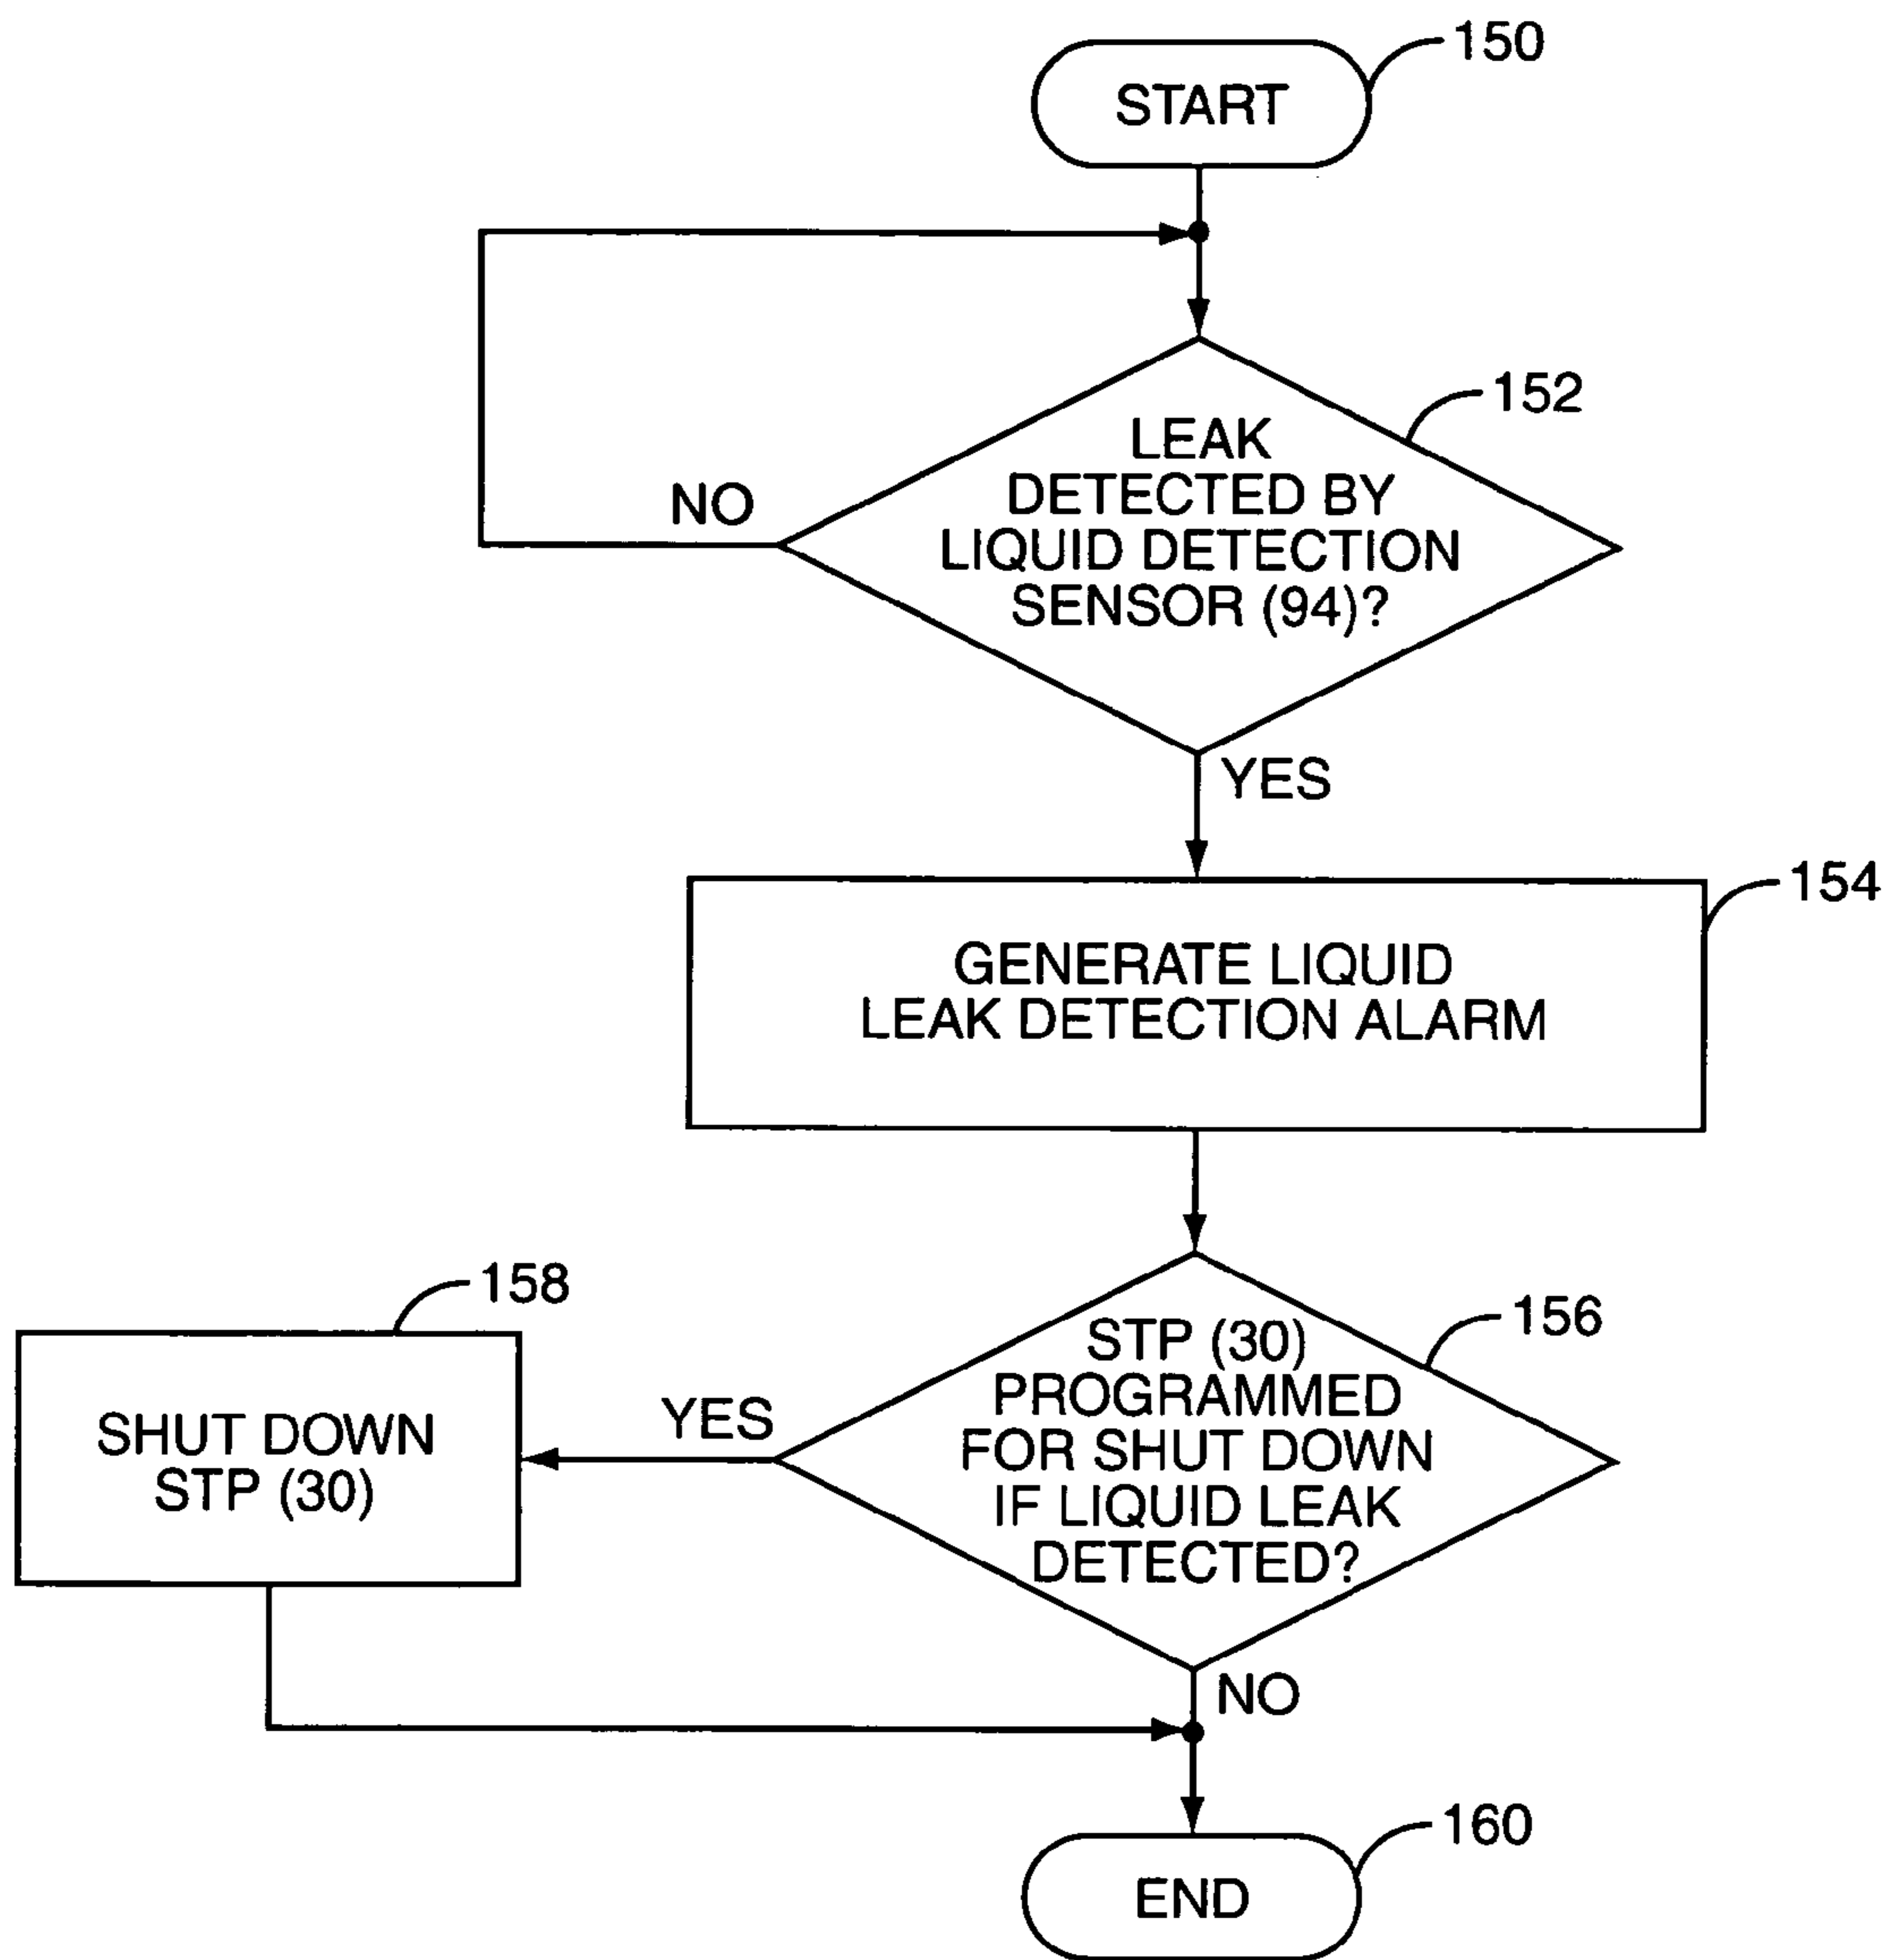 150
START
152
LEAK
DETECTED BY
LIQUID DETECTION
SENSOR (94)?
NO
YES
154
GENERATE LIQUID
LEAK DETECTION ALARM
158
156
STP (30)
PROGRAMMED
FOR SHUT DOWN
IF LIQUID LEAK
DETECTED?
YES
SHUT DOWN
STP (30)
NO
160
END